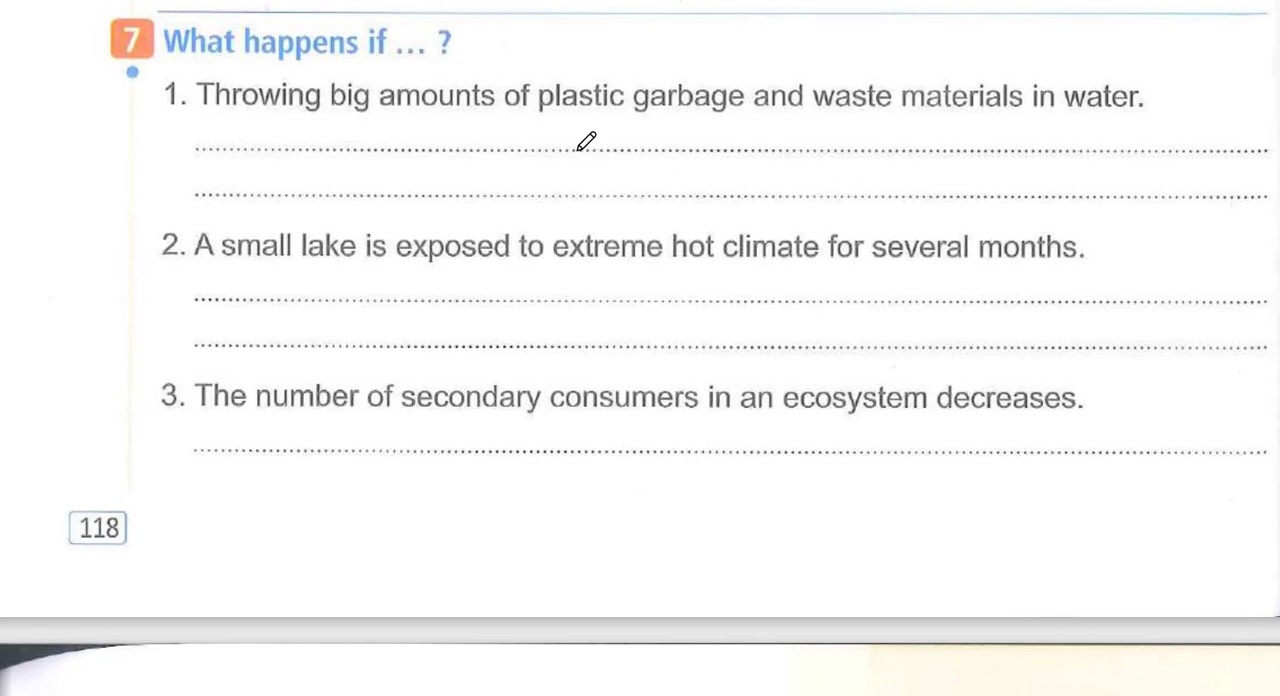 7 What happens if ... ?
1. Throwing big amounts of plastic garbage and waste materials in water.
2. A small lake is exposed to extreme hot climate for several months.
3. The number of secondary consumers in an ecosystem decreases.
118